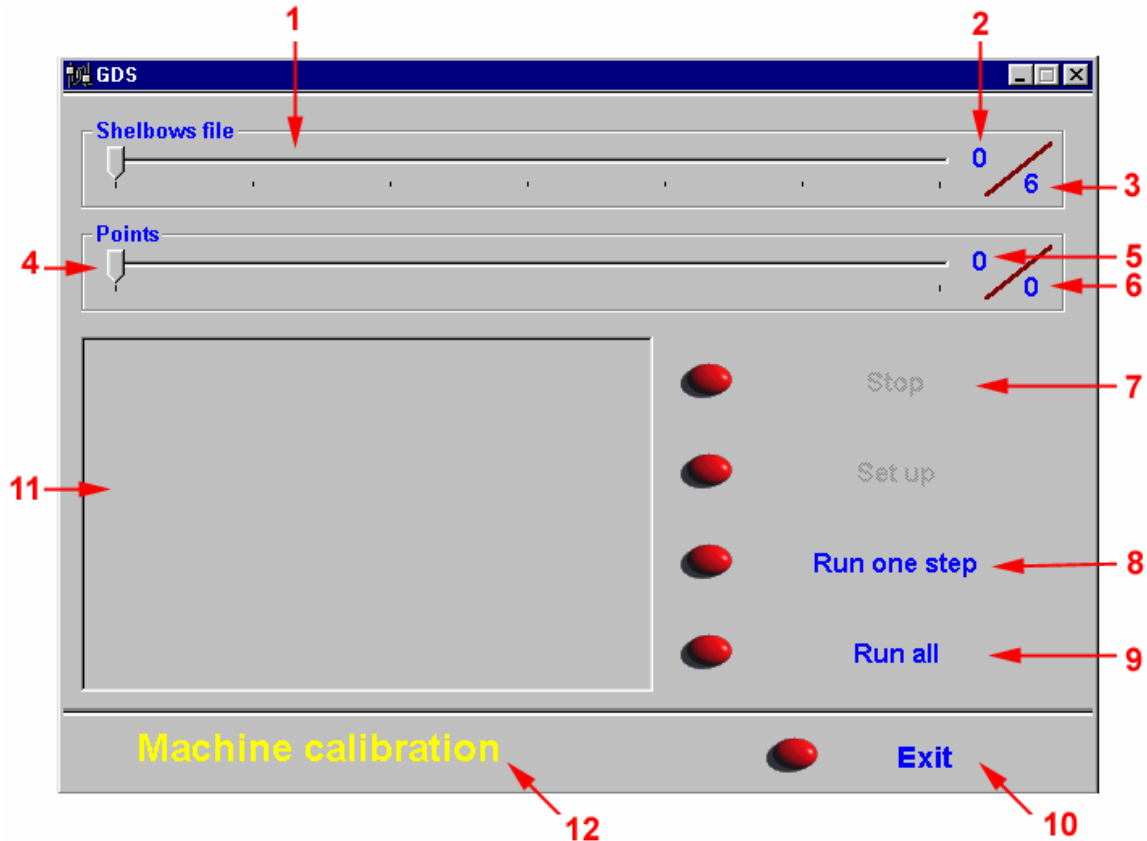 1 2
GDS
Shelbows file
0
6 3
Points
4 0 5
0 6
Stop 7
Set up
11
Run one step 8
Run all 9
Machine calibration
Exit
12 10